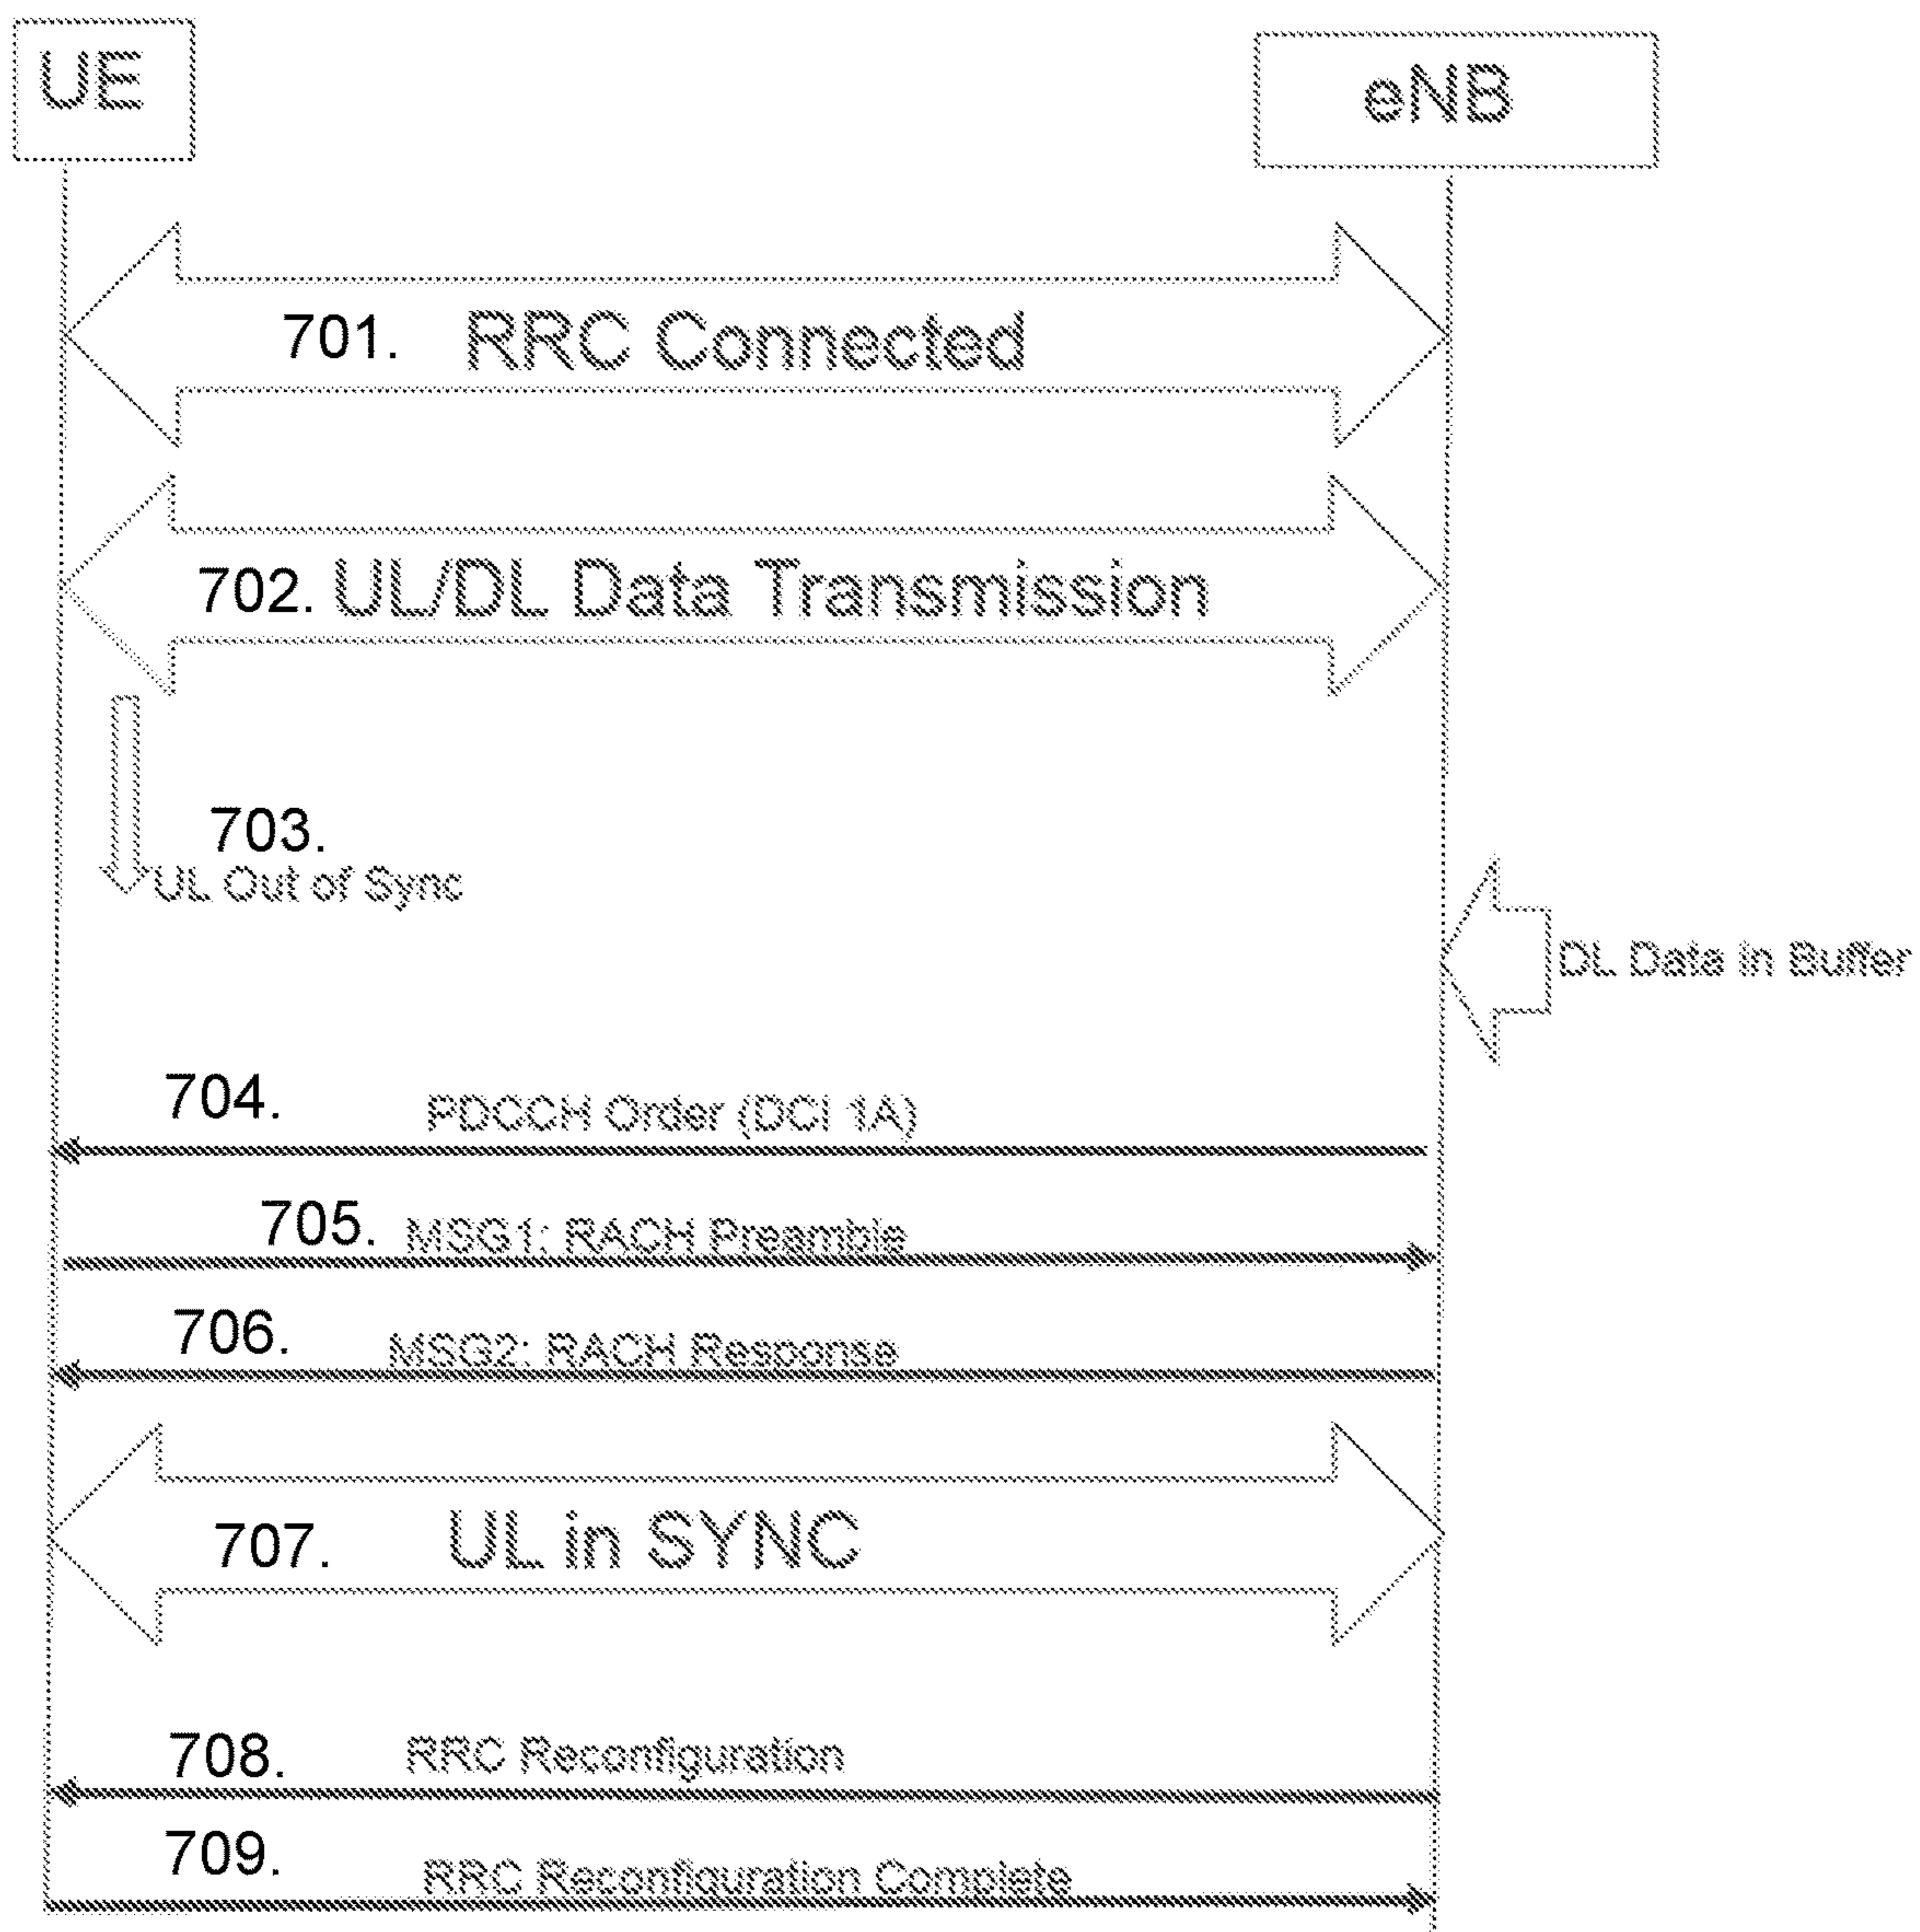 UE
eNB
701. RRC Connected
702. UL/DL Data Transmission
703.
UL Out of Sync
DL Data in Buffer
704. PDCCH Order (DCI 1A)
705. MSG1: RACH Preamble
706. MSG2: RACH Response
707. UL in SYNC
708. RRC Reconfiguration
709. RRC Reconfiguration Complete